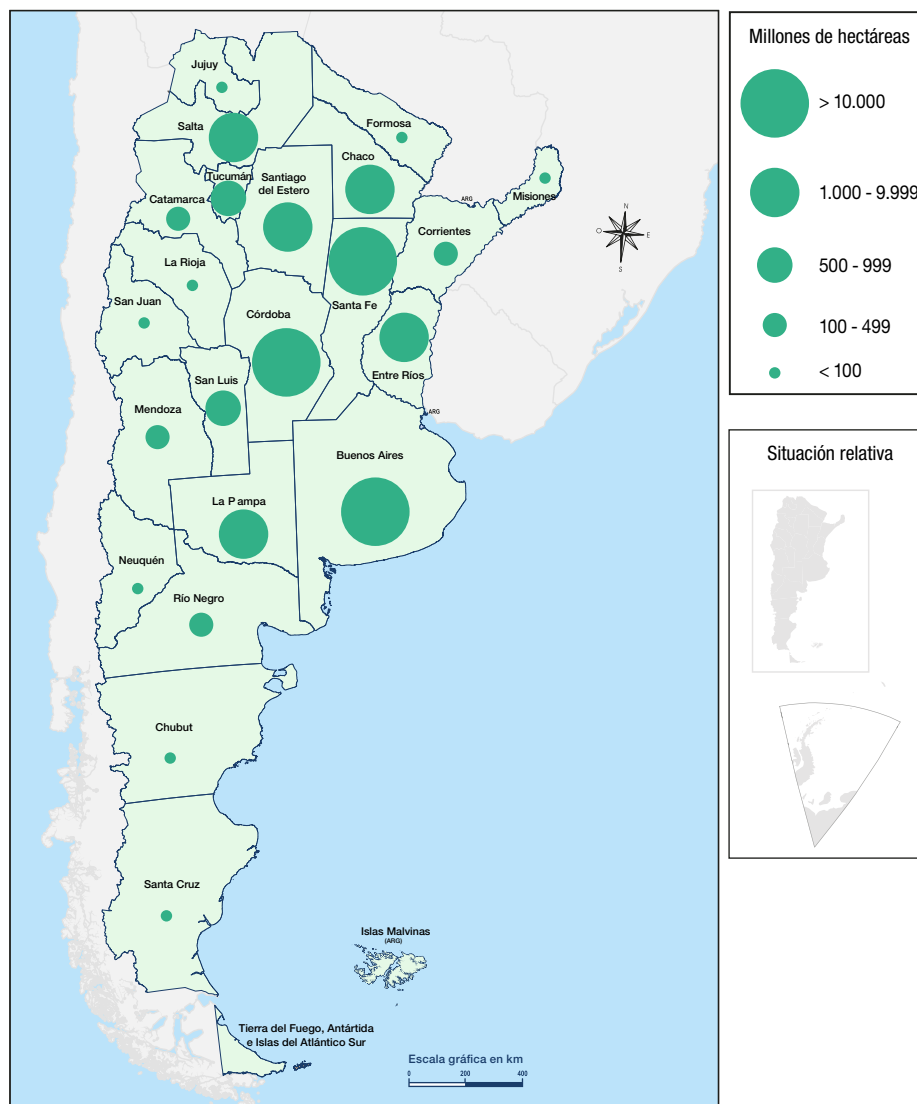 Jujuy
Salta
Formosa
Chaco
Tucumán
Santiago
del Estero
Misiones
Catamarca
ARG
Corrientes
N
O
E
S
La Rioja
San Juan
Santa Fe
Córdoba
Entre Ríos
San Luis
Mendoza
ARG
Buenos Aires
La Pampa
Neuquén
Río Negro
Chubut
Santa Cruz
Islas Malvinas
(ARG)
Tierra del Fuego, Antártida
e Islas del Atlántico Sur
Escala gráfica en km
0 200 400
Millones de hectáreas
> 10.000
1.000 - 9.999
500 - 999
100 - 499
< 100
Situación relativa